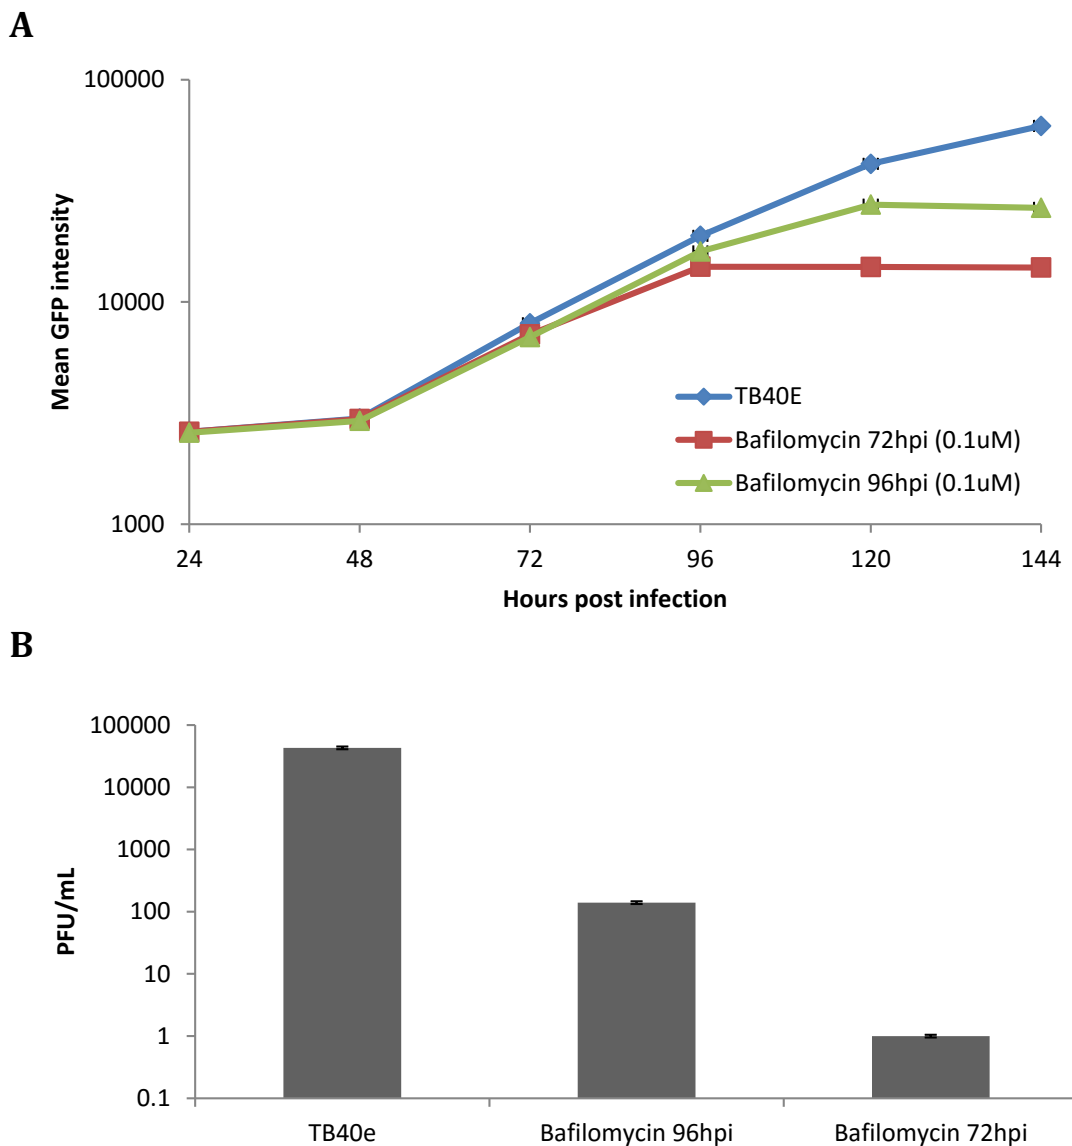 A
100000
10000
1000
Mean GFP intensity
TB40E
Bafilomycin 72hpi (0.1uM)
Bafilomycin 96hpi (0.1uM)
24 48 72 96 120 144
Hours post infection
B
100000
10000
1000
100
10
1
0.1
PFU/mL
TB40e Bafilomycin 96hpi Bafilomycin 72hpi